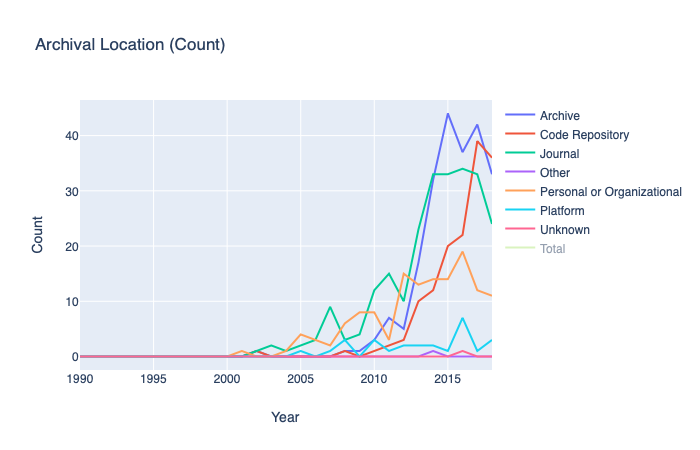 Archival Location (Count)
40
30
20
10
0
Count
1990
1995
2000
2005
2010
2015
Year
Archive
Code Repository
Journal
Other
Personal or Organizational
Platform
Unknown
Total